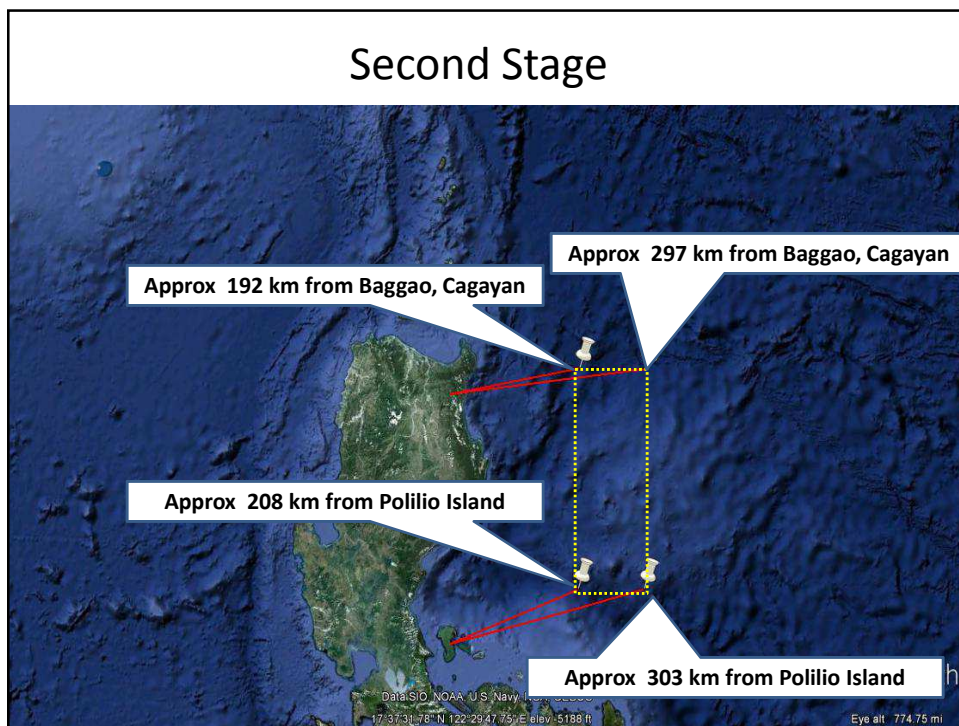 Second Stage
Approx 297 km from Baggao, Cagayan
Approx 192 km from Baggao, Cagayan
Approx 208 km from Polilio Island
Approx 303 km from Polilio Island
Data SIO, NOAA, U.S. Navy,
17°37'31.78" N 122°29'47.75" E elev -5188 ft
Eye alt 774.75 mi